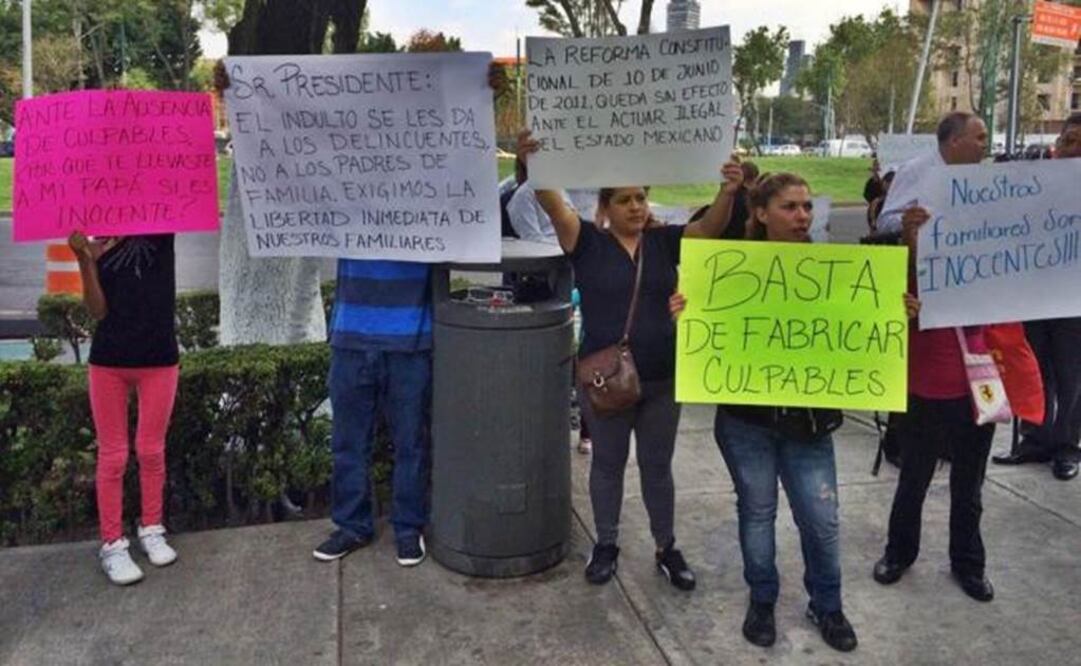 ANTE LA AUSENCIA
DE CULPABLES,
¿POR QUÉ TE LLEVASTE
A MI PAPÁ SI ES
INOCENTE?
SR. PRESIDENTE:
EL INDULTO SE LES DA
A LOS DELINCUENTES,
NO A LOS PADRES DE
FAMILIA. EXIGIMOS LA
LIBERTAD INMEDIATA DE
NUESTROS FAMILIARES
LA REFORMA CONSTITU-
CIONAL DE 10 DE JUNIO
DE 2011, QUEDA SIN EFECTO
ANTE EL ACTUAR ILEGAL
DEL ESTADO MEXICANO
BASTA
DE FABRICAR
CULPABLES
Nuestros
familiares son
INOCENTES!!!